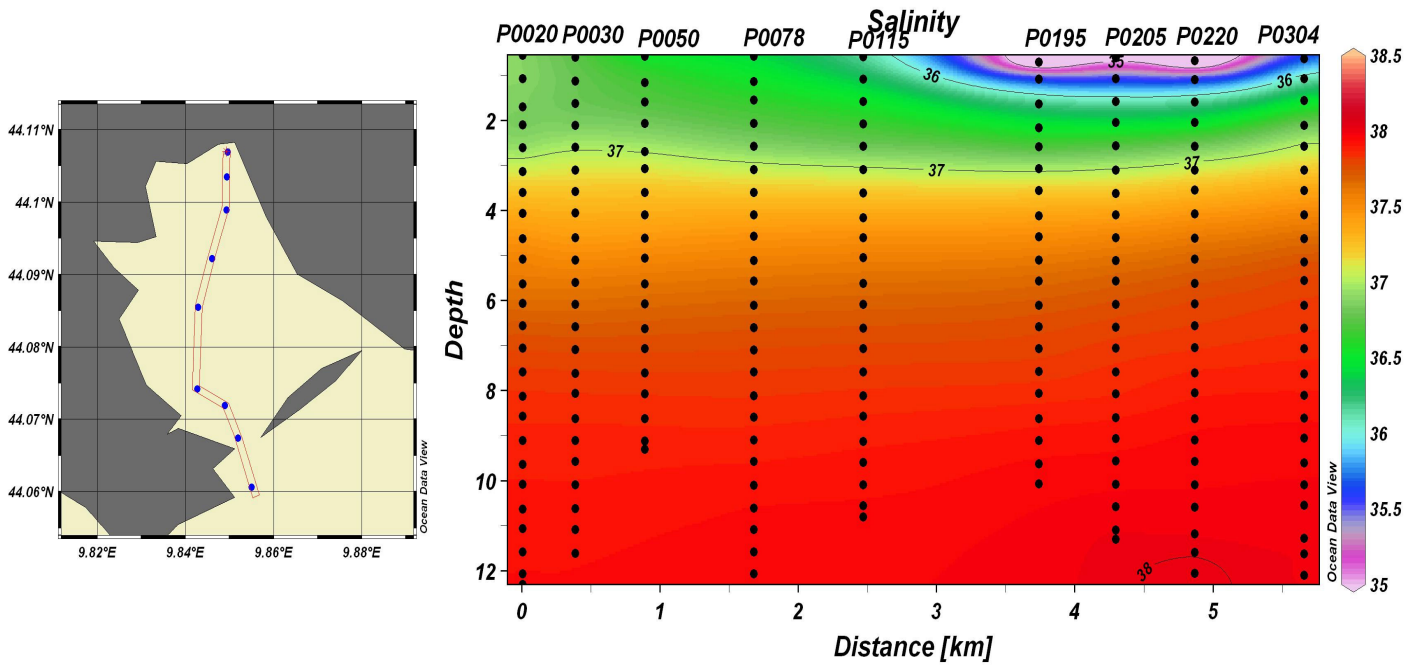 Salinity
P0020 P0030 P0050 P0078 P0115 P0195 P0205 P0220 P0304
44.11°N
44.1°N
44.09°N
44.08°N
44.07°N
44.06°N
9.82°E 9.84°E 9.86°E 9.88°E
Ocean Data View
Depth
2
4
6
8
10
12
35
36
36
37
37
37
38
0 1 2 3 4 5
Distance [km]
Ocean Data View
38.5
38
37.5
37
36.5
36
35.5
35